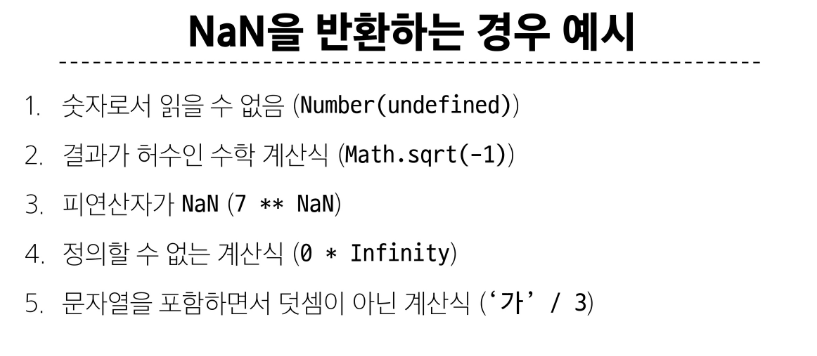 NaN을 반환하는 경우 예시
1. 숫자로서 읽을 수 없음 (Number(undefined))
2. 결과가 허수인 수학 계산식 (Math.sqrt(-1))
3. 피연산자가 NaN (7 ** NaN)
4. 정의할 수 없는 계산식 (0 * Infinity)
5. 문자열을 포함하면서 덧셈이 아닌 계산식 (‘가’ / 3)